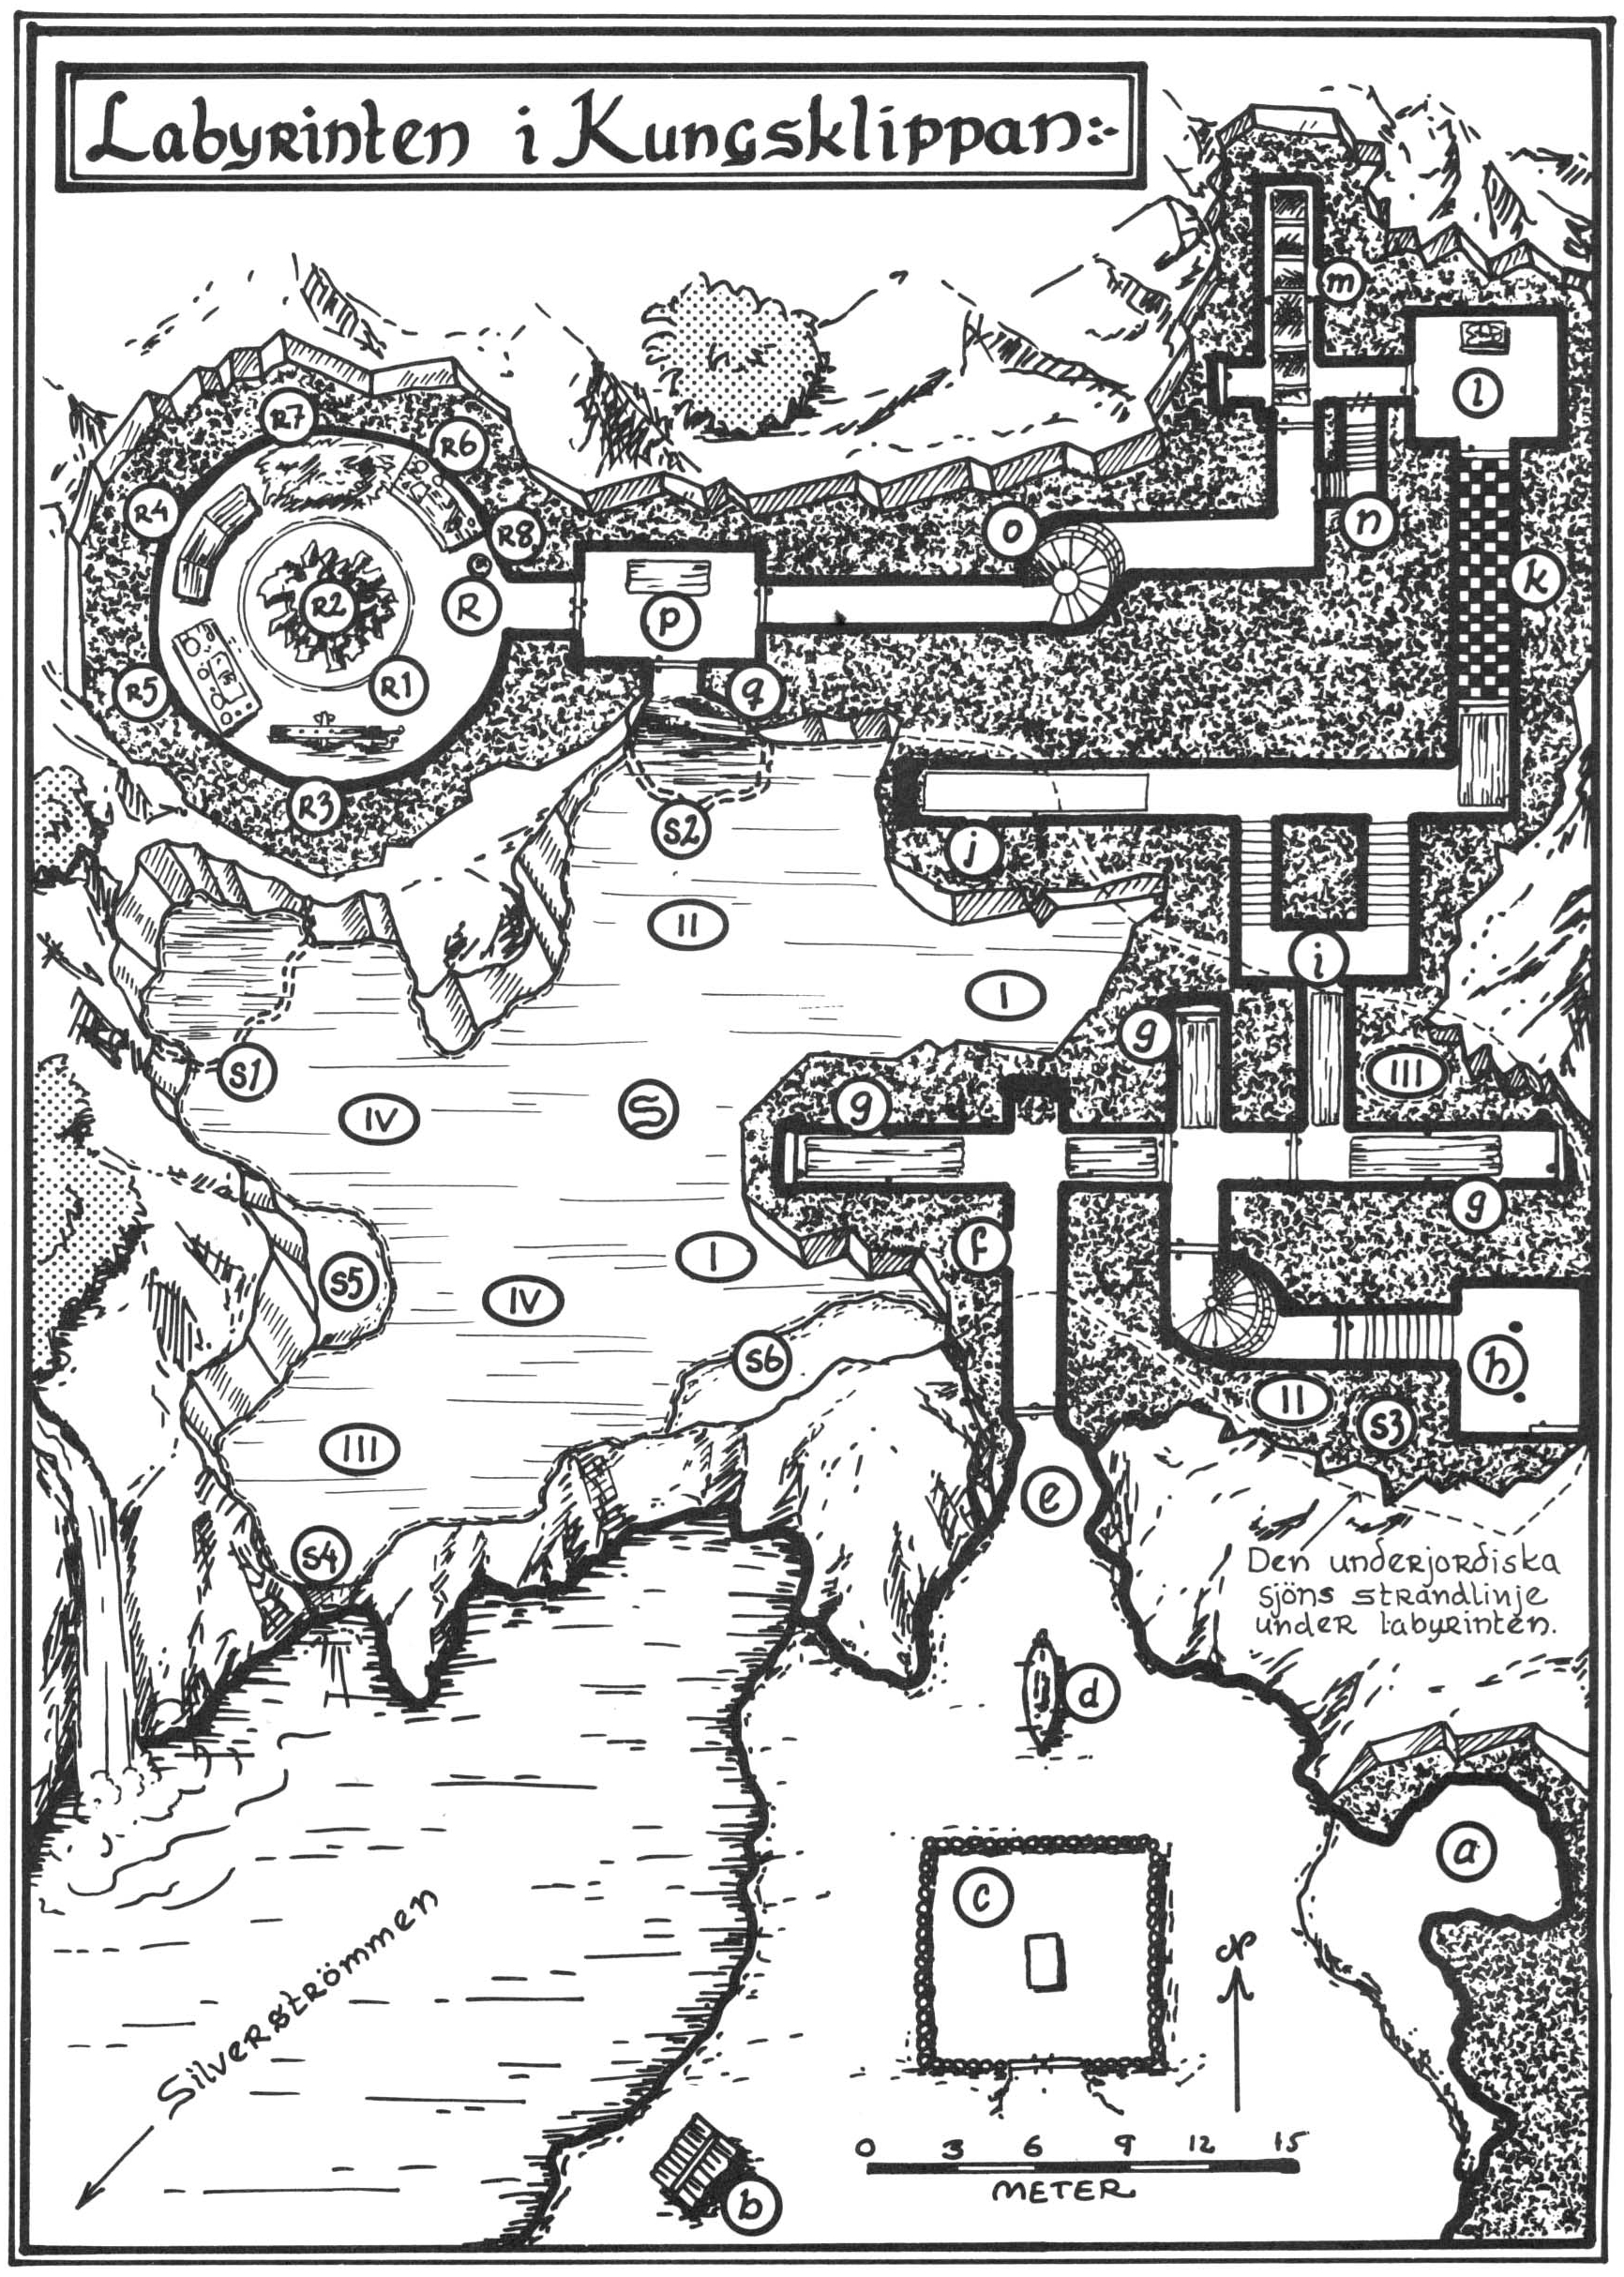 Labyrinten i Kungsklippan:-
m
l
R7
R6
R4
R8
o
n
k
R
R2
p
R5
R1
q
R3
S2
j
II
i
I
g
S1
III
IV
S
g
g
f
I
S5
IV
S6
h
II
S3
III
e
S4
Den underjordiska
sjöns strandlinje
under labyrinten.
d
a
c
N
Silverströmmen
0 3 6 9 12 15
METER
b